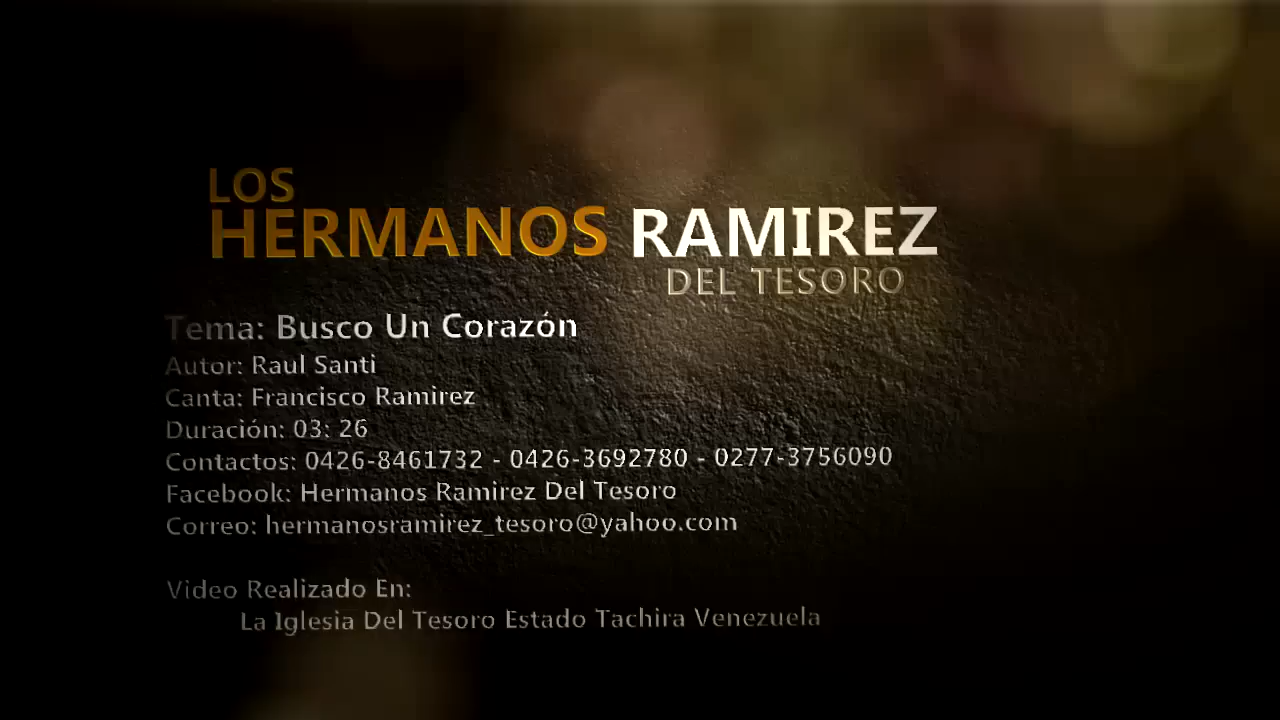 LOS
HERMANOS RAMIREZ
DEL TESORO
Tema: Busco Un Corazón
Autor: Raul Santi
Canta: Francisco Ramirez
Duración: 03: 26
Contactos: 0426-8461732 - 0426-3692780 - 0277-3756090
Facebook: Hermanos Ramirez Del Tesoro
Correo: hermanosramirez_tesoro@yahoo.com
Video Realizado En:
La Iglesia Del Tesoro Estado Tachira Venezuela